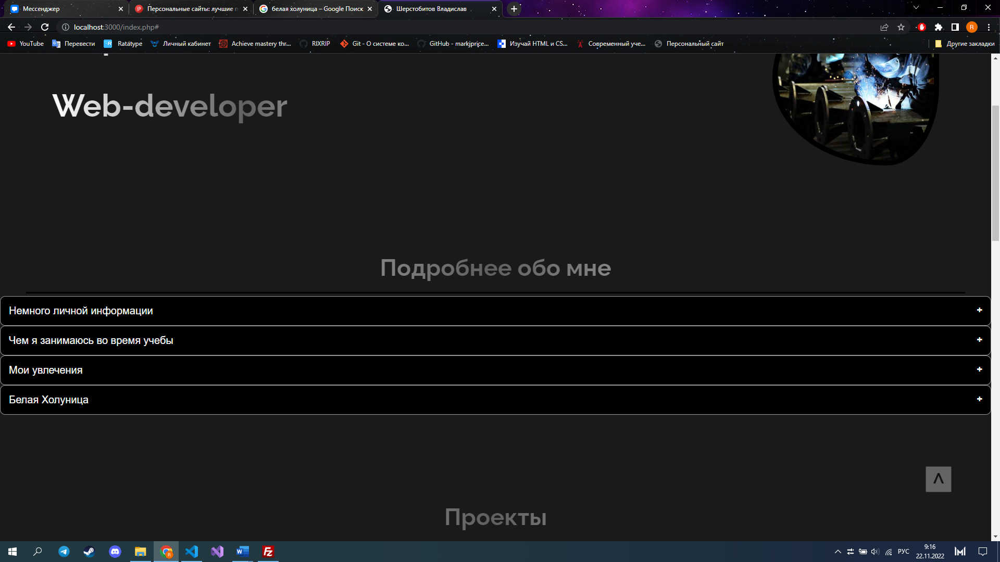 Мессенджер
Персональные сайты: лучшие п
белая холуница – Google Поиск
Шерстобитов Владислав
localhost:3000/index.php#
YouTube
Перевести
Ratatype
Личный кабинет
Achieve mastery thr...
RIXRIP
Git - О системе ко...
GitHub - markjprice...
Изучай HTML и CS...
Современный уче...
Персональный сайт
Другие закладки
Web-developer
Подробнее обо мне
Немного личной информации
+
Чем я занимаюсь во время учебы
+
Мои увлечения
+
Белая Холуница
+
^
Проекты
РУС
9:16
22.11.2022